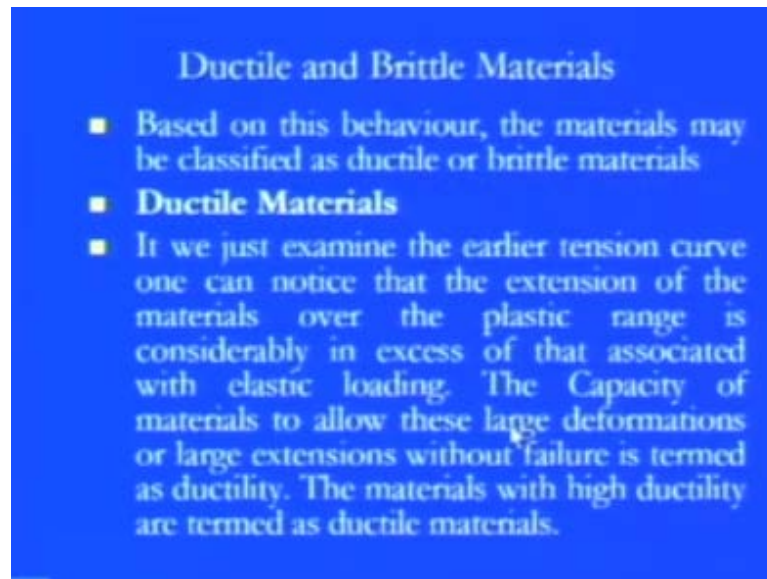 Ductile and Brittle Materials
Based on this behaviour, the materials may
be classified as ductile or brittle materials
Ductile Materials
It we just examine the earlier tension curve
one can notice that the extension of the
materials over the plastic range is
considerably in excess of that associated
with elastic loading. The Capacity of
materials to allow these large deformations
or large extensions without failure is termed
as ductility. The materials with high ductility
are termed as ductile materials.